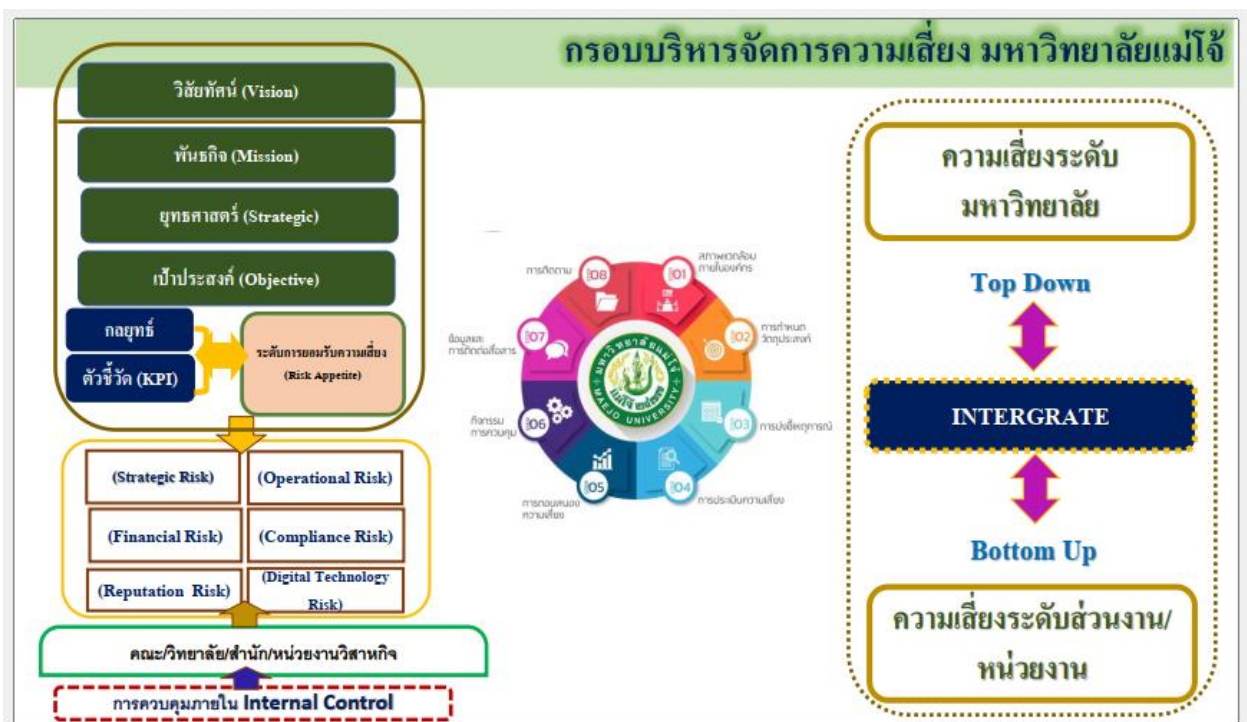 กรอบบริหารจัดการความเสี่ยง มหาวิทยาลัยแม่โจ้
วิสัยทัศน์ (Vision)
พันธกิจ (Mission)
ยุทธศาสตร์ (Strategic)
เป้าประสงค์ (Objective)
กลยุทธ์
ตัวชี้วัด (KPI)
ระดับการยอมรับความเสี่ยง
(Risk Appetite)
(Strategic Risk)
(Operational Risk)
(Financial Risk)
(Compliance Risk)
(Reputation Risk)
(Digital Technology
Risk)
คณะ/วิทยาลัย/สำนัก/หน่วยงานวิสาหกิจ
การควบคุมภายใน Internal Control
01
สภาพแวดล้อม
ภายในองค์กร
02
การกำหนด
วัตถุประสงค์
03
การบ่งชี้เหตุการณ์
04
การประเมินความเสี่ยง
05
การตอบสนอง
ความเสี่ยง
06
กิจกรรม
การควบคุม
07
ข้อมูลและ
การติดต่อสื่อสาร
08
การติดตาม
มหาวิทยาลัยแม่โจ้
MAEJO UNIVERSITY
ความเสี่ยงระดับ
มหาวิทยาลัย
Top Down
INTERGRATE
Bottom Up
ความเสี่ยงระดับส่วนงาน/
หน่วยงาน